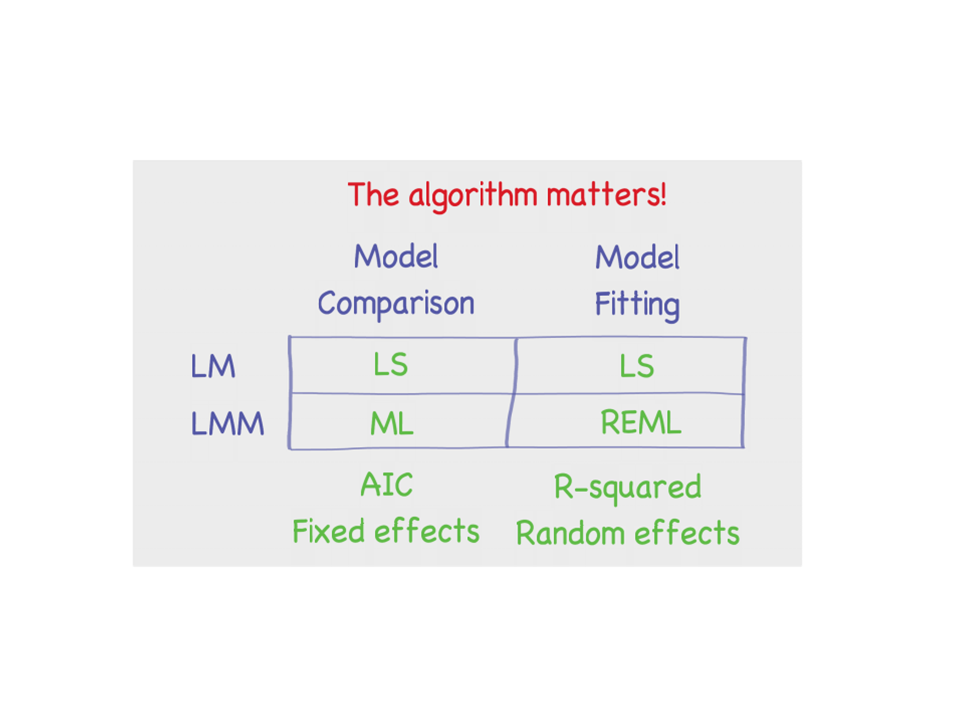 The algorithm matters!
Model Model
Comparison Fitting
LM LS LS
LMM ML REML
AIC R-squared
Fixed effects Random effects